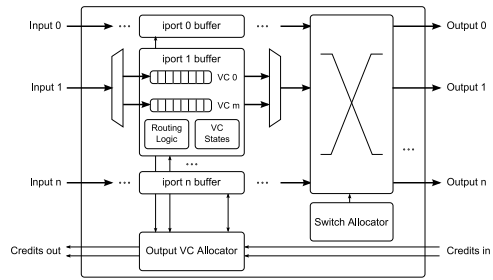 Input 0
...
iport 0 buffer
...
Output 0
iport 1 buffer
Input 1
VC 0
VC m
Output 1
Routing
Logic
VC
States
...
...
Input n
...
iport n buffer
...
Output n
Switch Allocator
Credits out
Output VC Allocator
Credits in